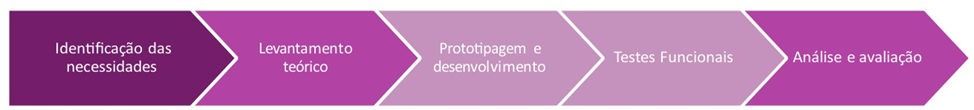 Identificação das
necessidades
Levantamento
teórico
Prototipagem e
desenvolvimento
Testes Funcionais
Análise e avaliação